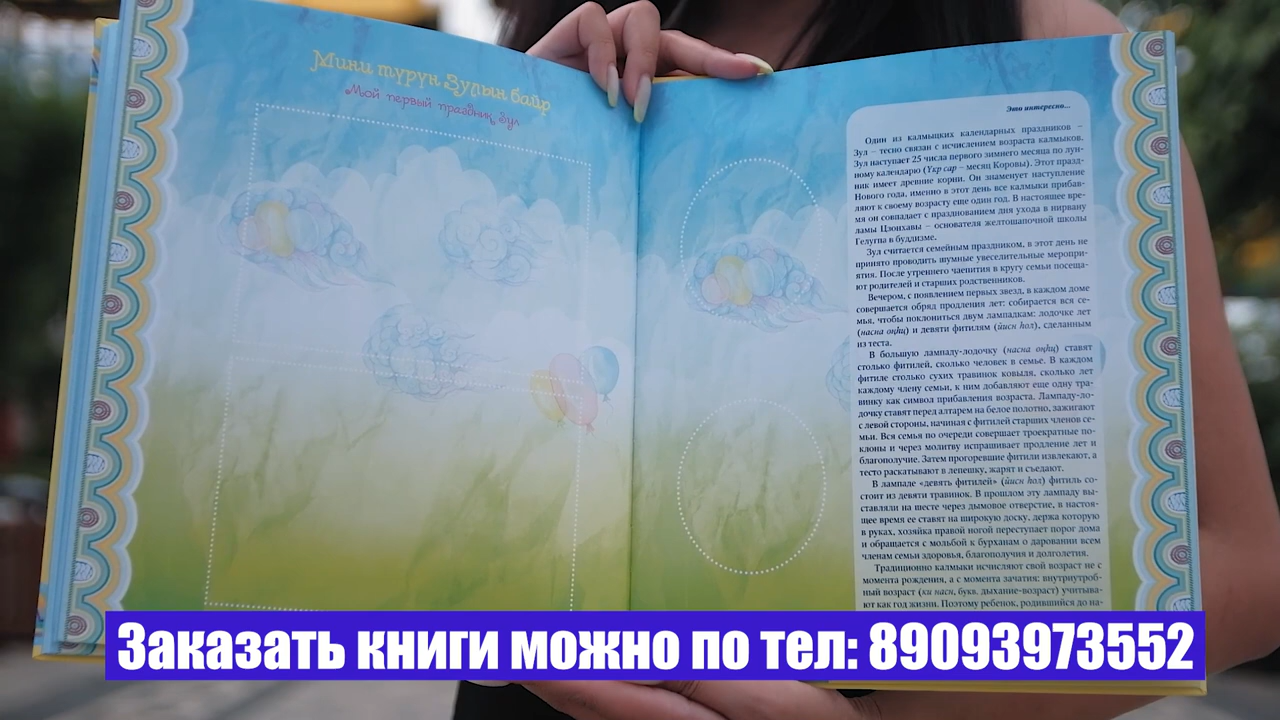 Мини түрүн Зулын байр
Мой первый праздник Зул
Это интересно...
Один из калмыцких календарных праздников –
Зул – тесно связан с исчислением возраста калмыков.
Зул наступает 25 числа первого зимнего месяца по лун-
ному календарю (Үкр сар – месяц Коровы). Этот празд-
ник имеет древние корни. Он знаменует наступление
Нового года, именно в этот день все калмыки прибав-
ляют к своему возрасту еще один год. В настоящее вре-
мя он совпадает с празднованием дня ухода в нирвану
ламы Цзонхавы – основателя желтошапочной школы
Гелугпа в буддизме.
Зул считается семейным праздником, в этот день не
принято проводить шумные увеселительные меропри-
ятия. После утреннего чаепития в кругу семьи посеща-
ют родителей и старших родственников.
Вечером, с появлением первых звезд, в каждом доме
совершается обряд продления лет: собирается вся се-
мья, чтобы поклониться двум лампадкам: лодочке лет
(насна оңһц) и девяти фитилям (йисн һол), сделанным
из теста.
В большую лампаду-лодочку (насна оңһц) ставят
столько фитилей, сколько человек в семье. В каждом
фитиле столько сухих травинок ковыля, сколько лет
каждому члену семьи, к ним добавляют еще одну тра-
винку как символ прибавления возраста. Лампаду-ло-
дочку ставят перед алтарем на белое полотно, зажигают
с левой стороны, начиная с фитилей старших членов се-
мьи. Вся семья по очереди совершает троекратные по-
клоны и через молитву испрашивает продление лет и
благополучие. Затем прогоревшие фитили извлекают, а
тесто раскатывают в лепешку, жарят и съедают.
В лампаде «девять фитилей» (йисн һол) фитиль со-
стоит из девяти травинок. В прошлом эту лампаду вы-
ставляли на шесте через дымовое отверстие, в настоя-
щее время ее ставят на широкую доску, держа которую
в руках, хозяйка правой ногой переступает порог дома
и обращается с мольбой к бурханам о даровании всем
членам семьи здоровья, благополучия и долголетия.
Традиционно калмыки исчисляют свой возраст не с
момента рождения, а с момента зачатия: внутриутроб-
ный возраст (ки насн, букв. дыхание-возраст) учитыва-
ют как год жизни. Поэтому ребенок, родившийся до на-
Заказать книги можно по тел: 89093973552